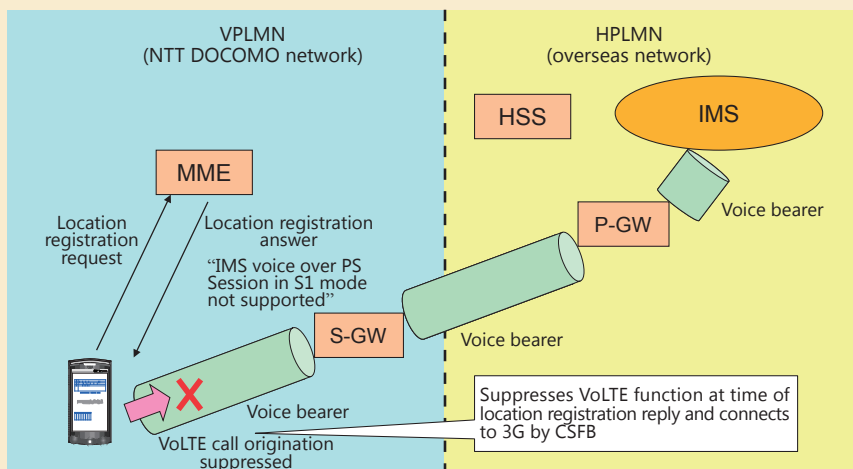 VPLMN
(NTT DOCOMO network)
HPLMN
(overseas network)
HSS
IMS
MME
Voice bearer
P-GW
Location
registration
request
Location registration
answer
“IMS voice over PS
Session in S1 mode
not supported”
S-GW
Voice bearer
Voice bearer
VoLTE call origination
suppressed
Suppresses VoLTE function at time of
location registration reply and connects
to 3G by CSFB